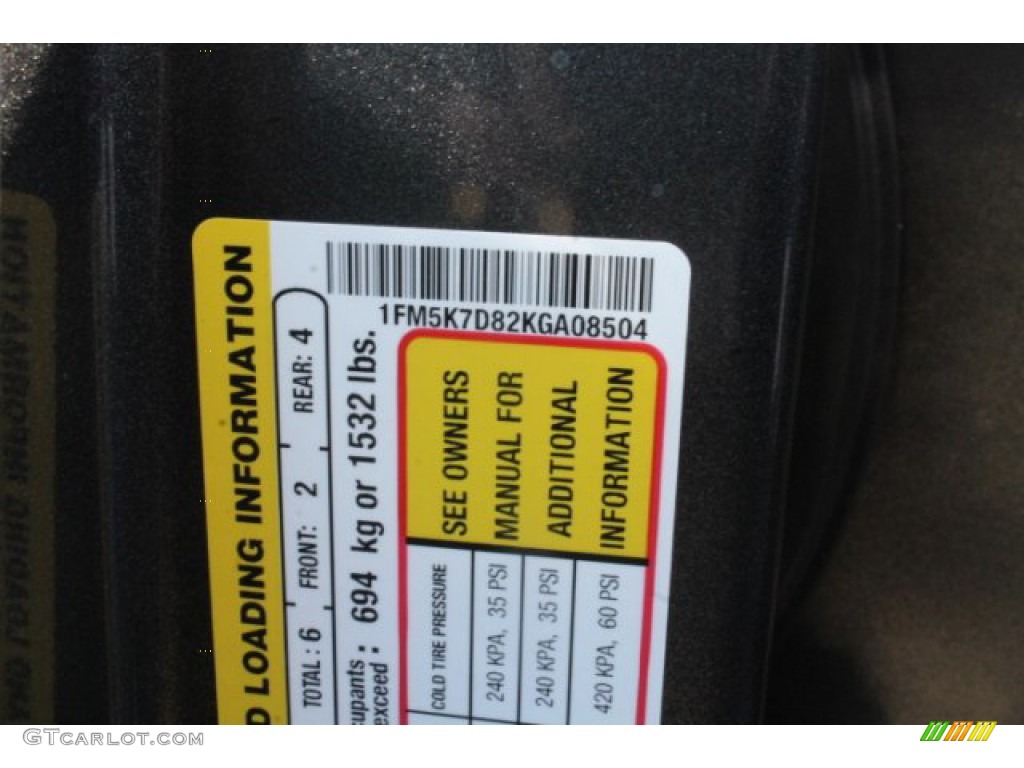 1FM5K7D82KGA08504
D LOADING INFORMATION
TOTAL : 6 FRONT: 2 REAR: 4
cupants: 694 kg or 1532 lbs.
exceed
SEE OWNERS
MANUAL FOR
ADDITIONAL
INFORMATION
COLD TIRE PRESSURE
240 KPA, 35 PSI
240 KPA, 35 PSI
420 KPA, 60 PSI
GTCARLOT.COM